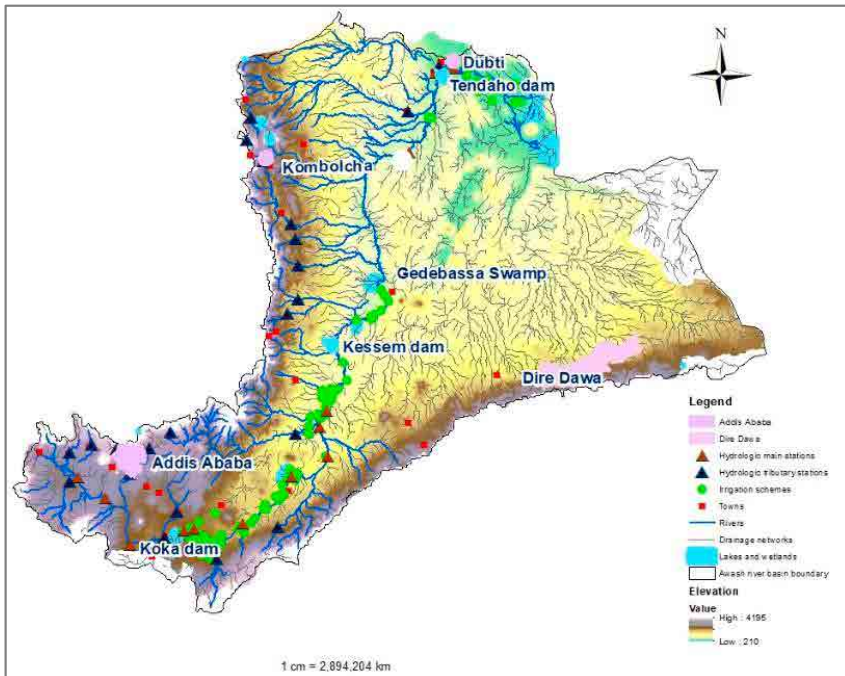 N
Dubti
Tendaho dam
Kombolcha
Gedebassa Swamp
Kessem dam
Dire Dawa
Addis Ababa
Koka dam
Legend
Addis Ababa
Dire Dawa
Hydrologic main stations
Hydrologic tributary stations
Irrigation schemes
Towns
Rivers
Drainage networks
Lakes and wetlands
Awash river basin boundary
Elevation
Value
High : 4195
Low : 210
1 cm = 2,894,204 km